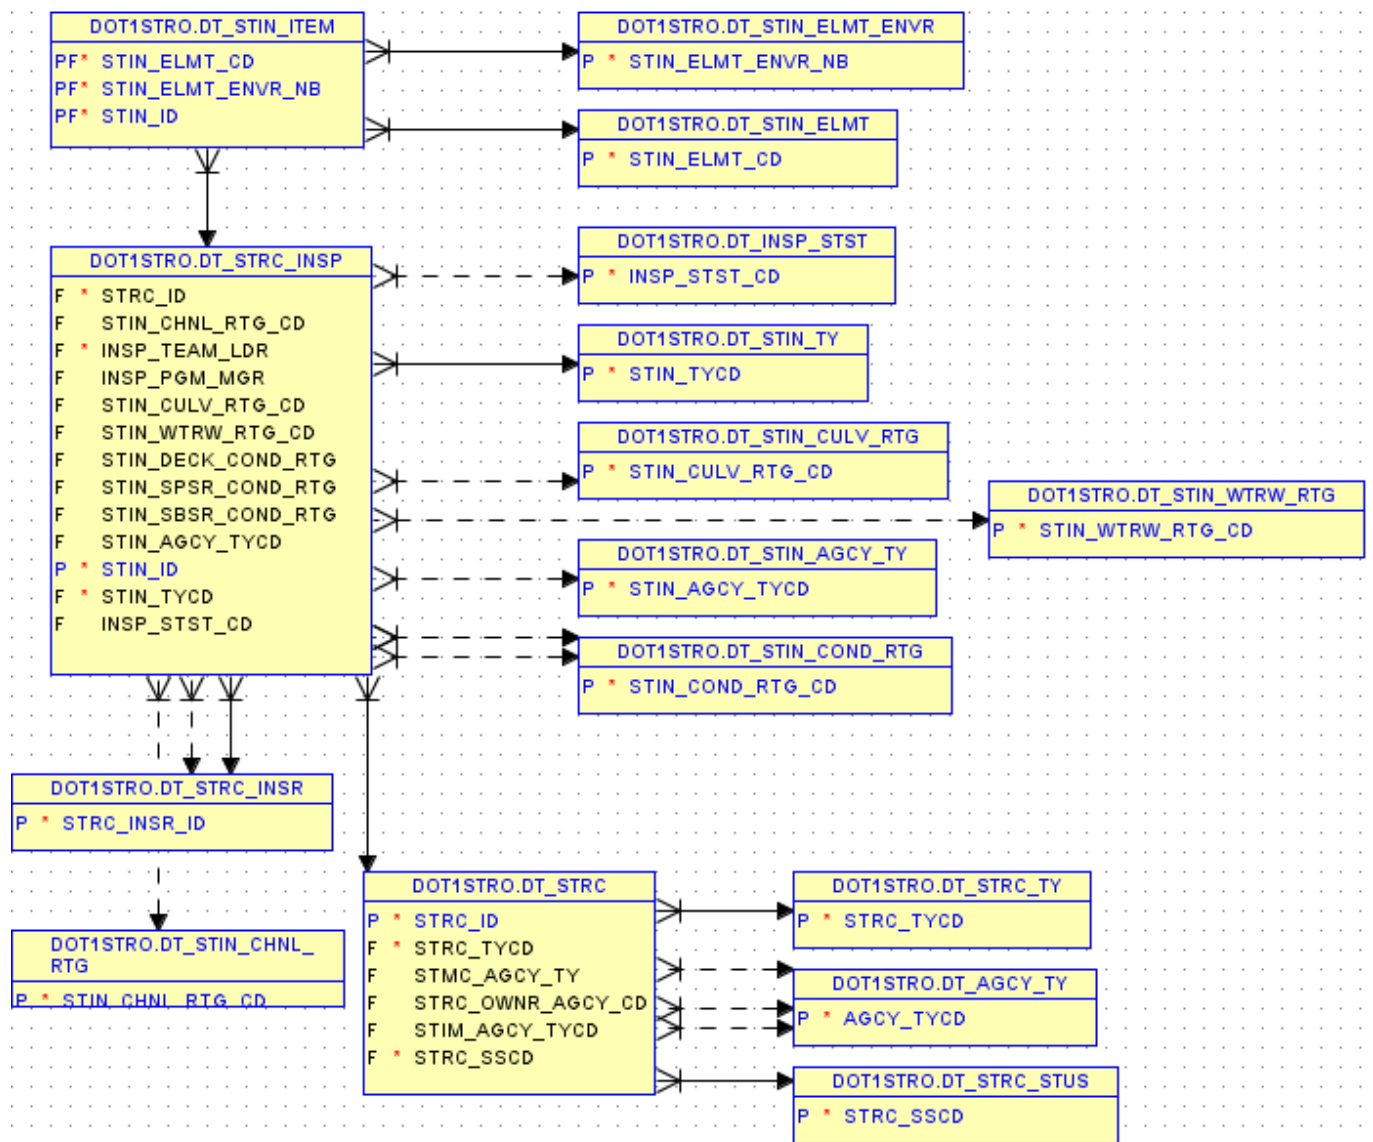 DOT1STRO.DT_STIN_ITEM
PF* STIN_ELMT_CD
PF* STIN_ELMT_ENVR_NB
PF* STIN_ID
DOT1STRO.DT_STIN_ELMT_ENVR
P * STIN_ELMT_ENVR_NB
DOT1STRO.DT_STIN_ELMT
P * STIN_ELMT_CD
DOT1STRO.DT_STRC_INSP
F * STRC_ID
F STIN_CHNL_RTG_CD
F * INSP_TEAM_LDR
F INSP_PGM_MGR
F STIN_CULV_RTG_CD
F STIN_WTRW_RTG_CD
F STIN_DECK_COND_RTG
F STIN_SPSR_COND_RTG
F STIN_SBSR_COND_RTG
F STIN_AGCY_TYCD
P * STIN_ID
F * STIN_TYCD
F INSP_STST_CD
DOT1STRO.DT_INSP_STST
P * INSP_STST_CD
DOT1STRO.DT_STIN_TY
P * STIN_TYCD
DOT1STRO.DT_STIN_CULV_RTG
P * STIN_CULV_RTG_CD
DOT1STRO.DT_STIN_WTRW_RTG
P * STIN_WTRW_RTG_CD
DOT1STRO.DT_STIN_AGCY_TY
P * STIN_AGCY_TYCD
DOT1STRO.DT_STIN_COND_RTG
P * STIN_COND_RTG_CD
DOT1STRO.DT_STRC_INSR
P * STRC_INSR_ID
DOT1STRO.DT_STIN_CHNL_
RTG
P * STIN_CHNL_RTG_CD
DOT1STRO.DT_STRC
P * STRC_ID
F * STRC_TYCD
F STMC_AGCY_TY
F STRC_OWNR_AGCY_CD
F STIM_AGCY_TYCD
F * STRC_SSCD
DOT1STRO.DT_STRC_TY
P * STRC_TYCD
DOT1STRO.DT_AGCY_TY
P * AGCY_TYCD
DOT1STRO.DT_STRC_STUS
P * STRC_SSCD